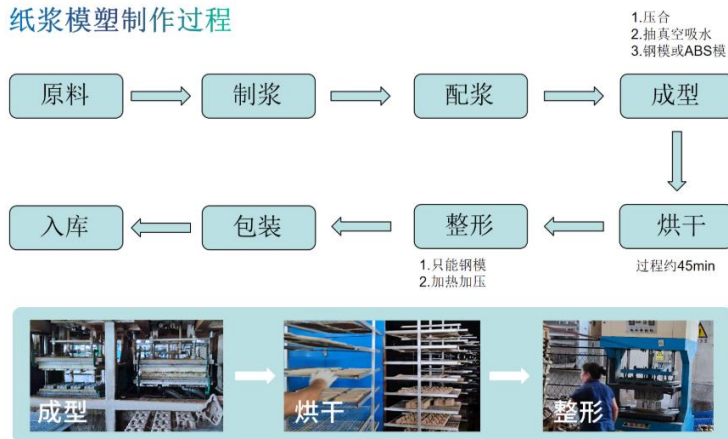 纸浆模塑制作过程
1.压合
2.抽真空吸水
3.钢模或ABS模
原料
制浆
配浆
成型
烘干
过程约45min
整形
1.只能钢模
2.加热加压
包装
入库
成型
烘干
整形